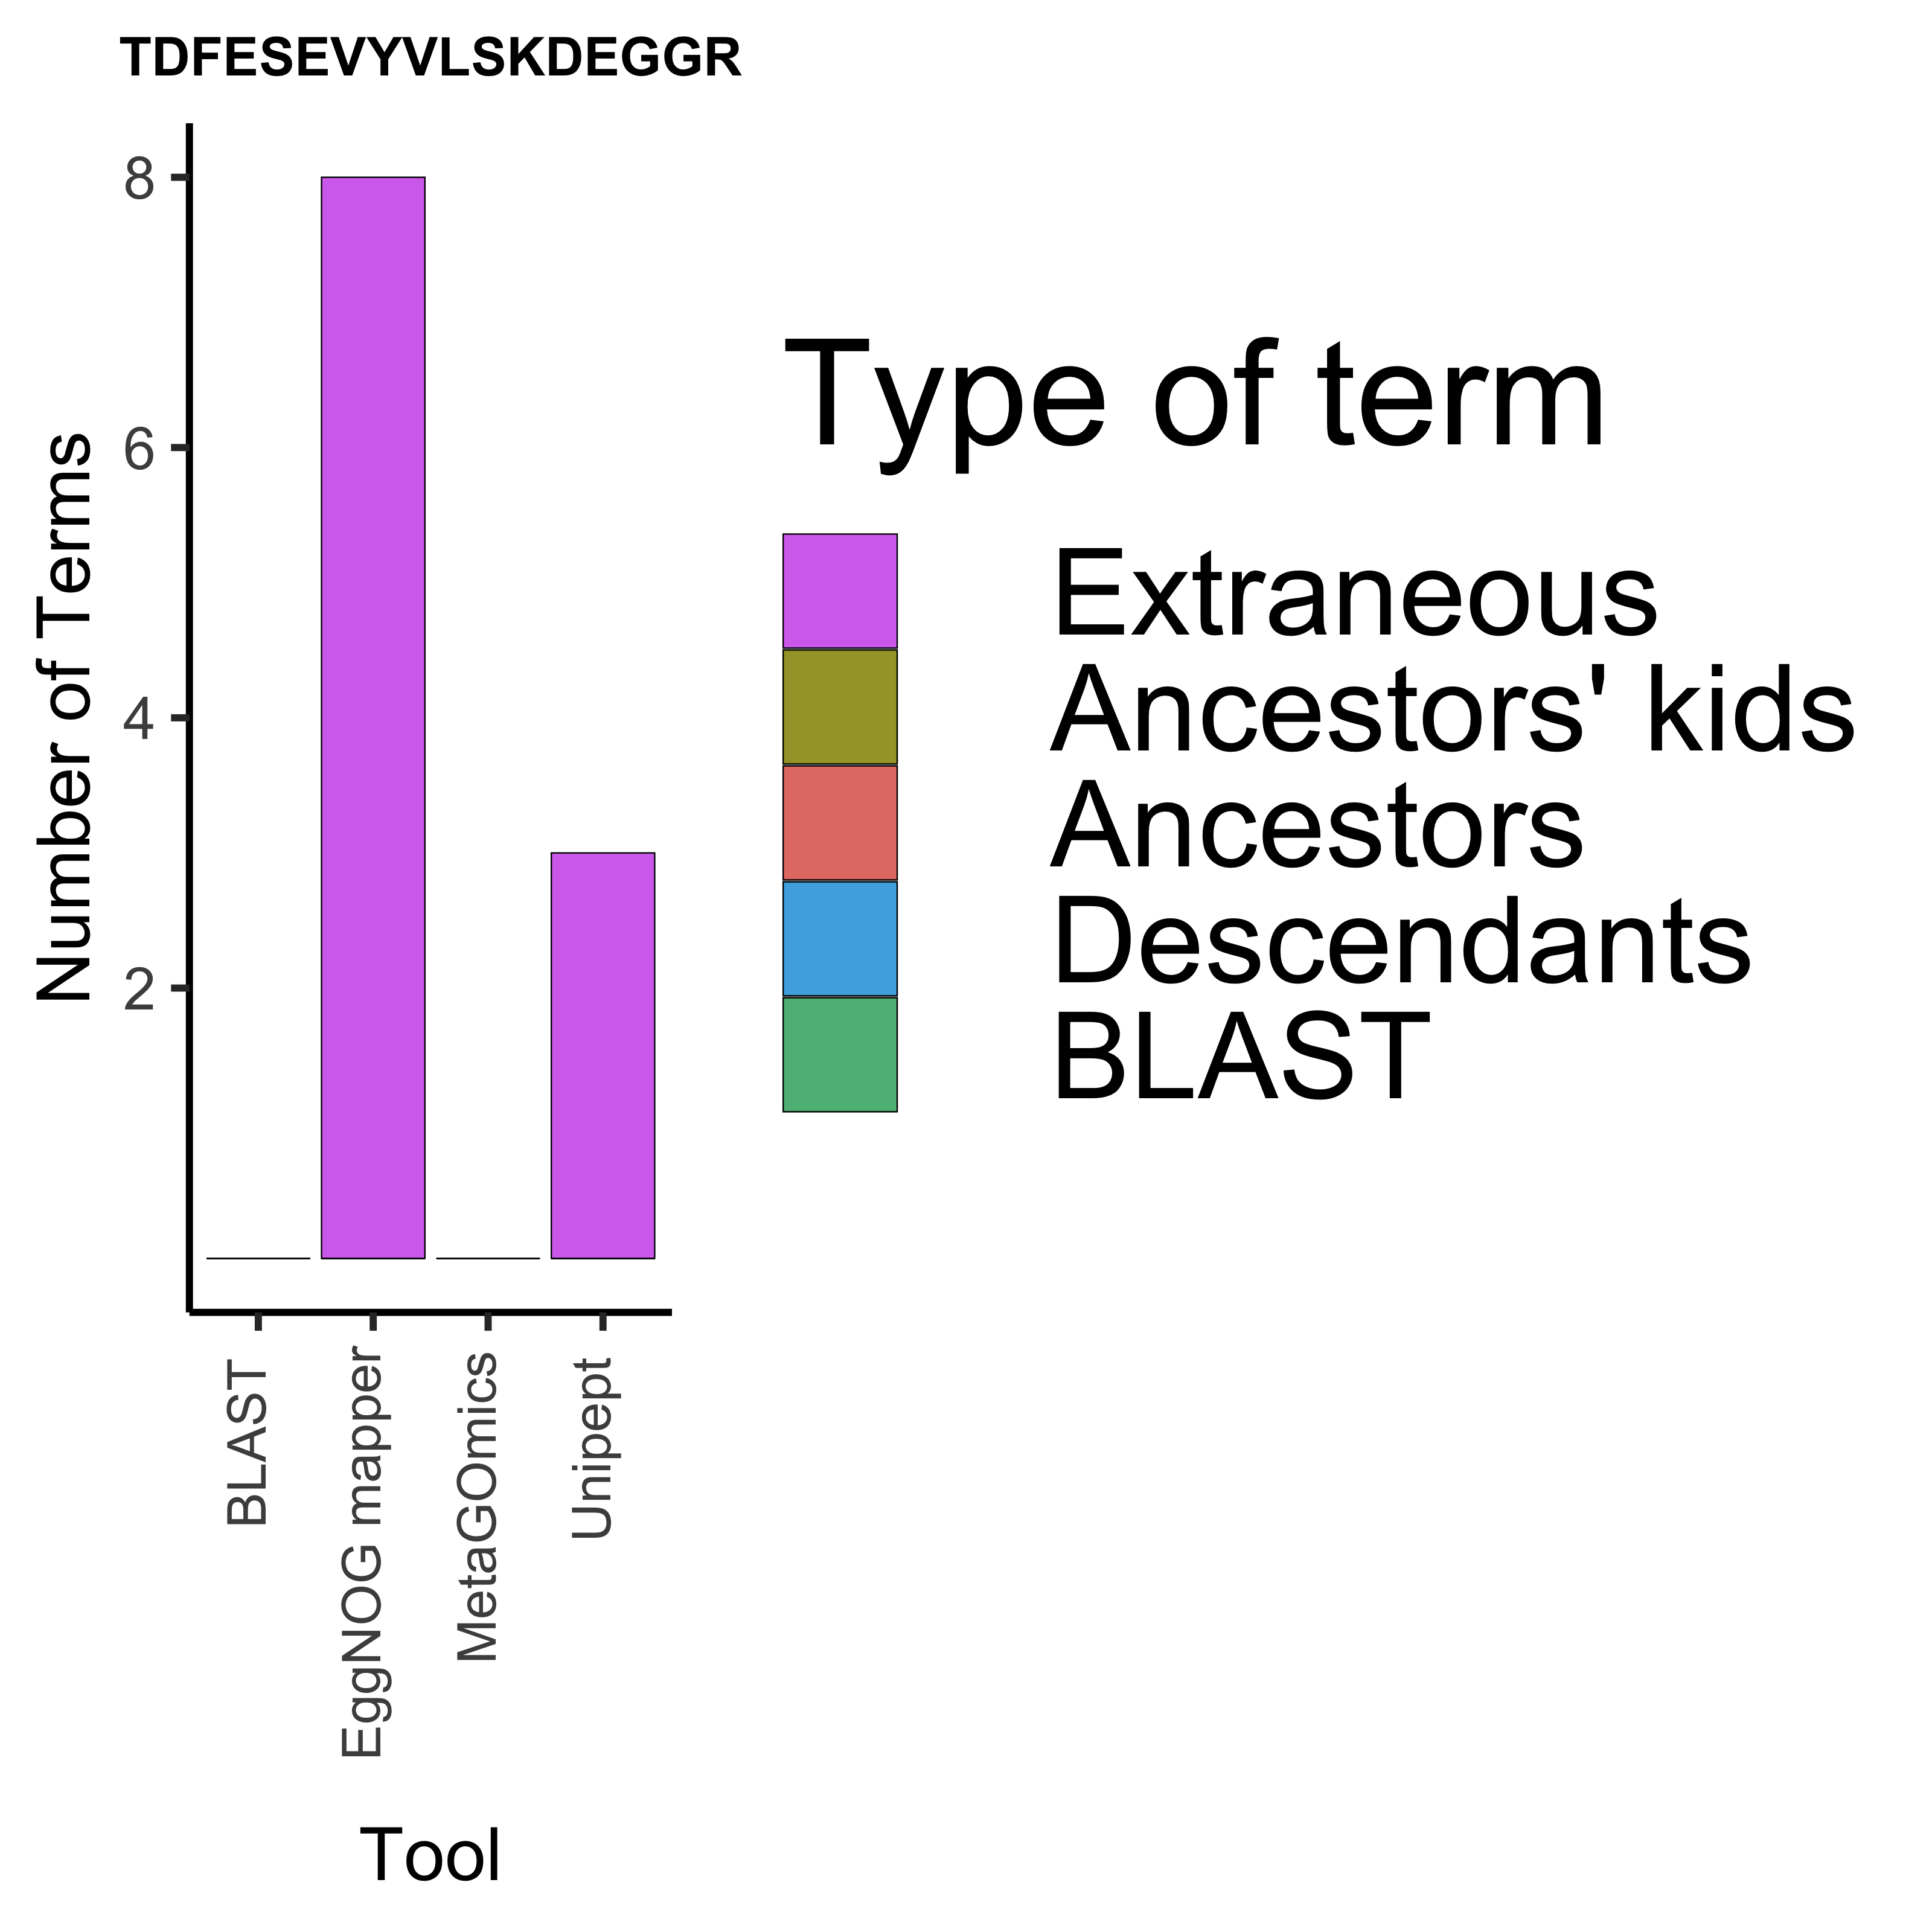 TDFESEVYVLSKDEGGR
Number of Terms
8
6
4
2
Type of term
Extraneous
Ancestors' kids
Ancestors
Descendants
BLAST
BLAST
EggNOG mapper
MetaGOmics
Unipept
Tool